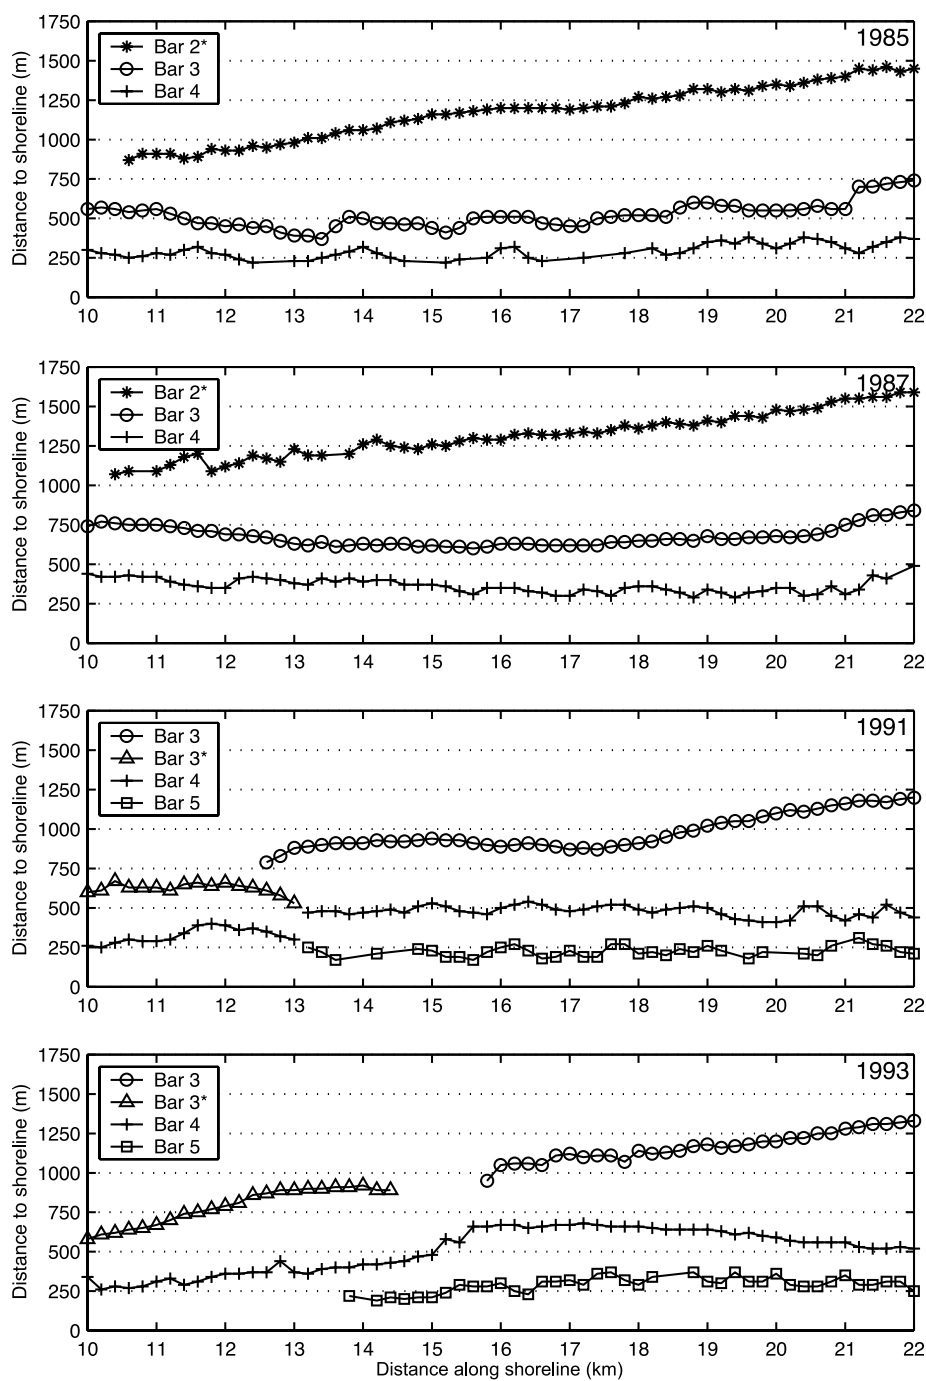 1985
Bar 2*
Bar 3
Bar 4
Distance to shoreline (m)
1750
1500
1250
1000
750
500
250
0
10 11 12 13 14 15 16 17 18 19 20 21 22
1987
Bar 2*
Bar 3
Bar 4
Distance to shoreline (m)
1750
1500
1250
1000
750
500
250
0
10 11 12 13 14 15 16 17 18 19 20 21 22
1991
Bar 3
Bar 3*
Bar 4
Bar 5
Distance to shoreline (m)
1750
1500
1250
1000
750
500
250
0
10 11 12 13 14 15 16 17 18 19 20 21 22
1993
Bar 3
Bar 3*
Bar 4
Bar 5
Distance to shoreline (m)
1750
1500
1250
1000
750
500
250
0
10 11 12 13 14 15 16 17 18 19 20 21 22
Distance along shoreline (km)